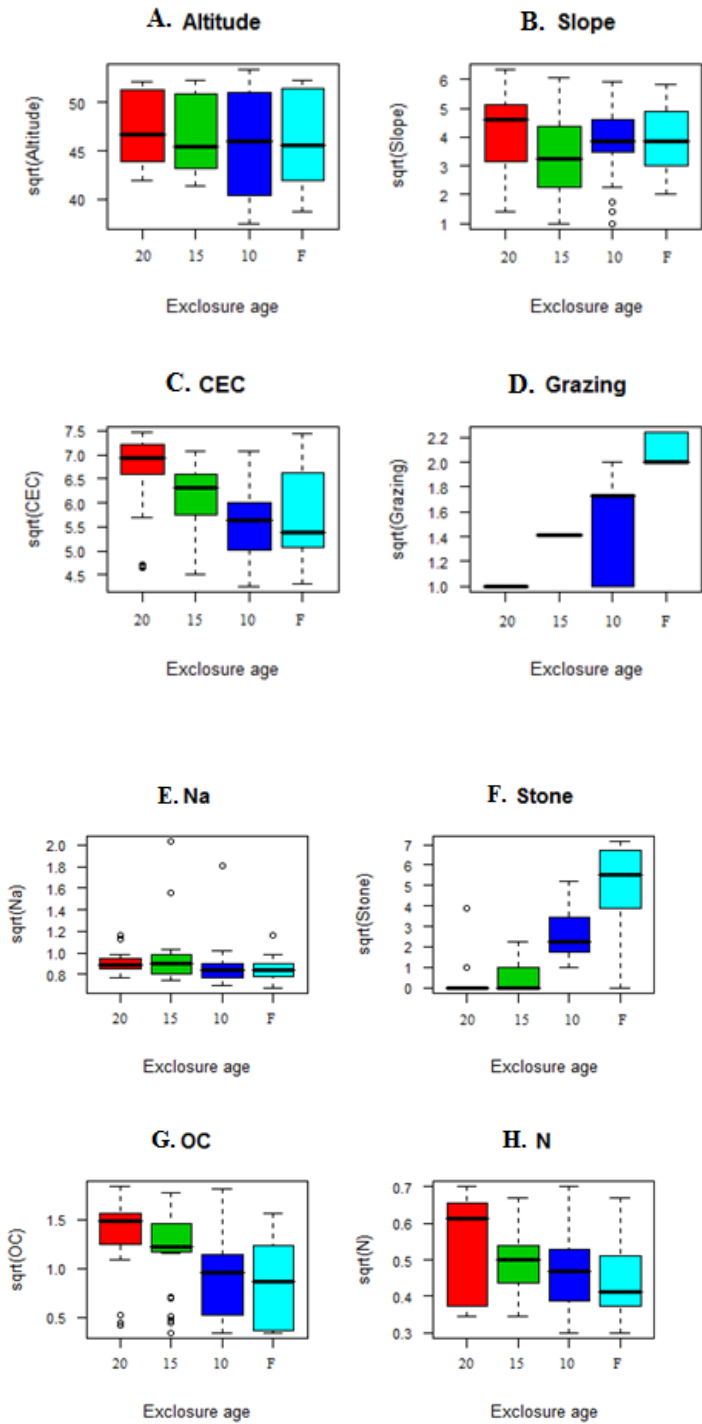 A. Altitude
sqrt(Altitude)
50
45
40
20 15 10 F
Exclosure age
B. Slope
sqrt(Slope)
6
5
4
3
2
1
20 15 10 F
Exclosure age
C. CEC
sqrt(CEC)
7.5
7.0
6.5
6.0
5.5
5.0
4.5
20 15 10 F
Exclosure age
D. Grazing
sqrt(Grazing)
2.2
2.0
1.8
1.6
1.4
1.2
1.0
20 15 10 F
Exclosure age
E. Na
sqrt(Na)
2.0
1.8
1.6
1.4
1.2
1.0
0.8
20 15 10 F
Exclosure age
F. Stone
sqrt(Stone)
7
6
5
4
3
2
1
0
20 15 10 F
Exclosure age
G. OC
sqrt(OC)
1.5
1.0
0.5
20 15 10 F
Exclosure age
H. N
sqrt(N)
0.7
0.6
0.5
0.4
0.3
20 15 10 F
Exclosure age